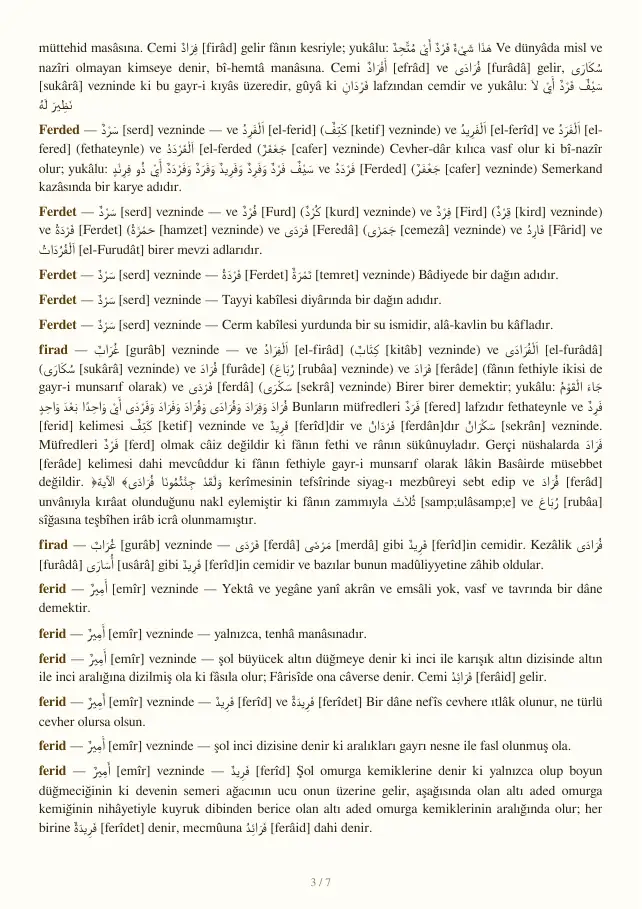 müttehid masâsına. Cemi فِرَادٌ [firâd] gelir fânın kesriyle; yukâlu: هَذَا شَيْءٌ فَرْدٌ أَيْ مُتَّحِدٌ Ve dünyâda misl ve
nazîri olmayan kimseye denir, bî-hemtâ manâsına. Cemi أَفْرَادٌ [efrâd] ve فُرَادَى [furâdâ] gelir, سُكَارَى
[sukârâ] vezninde ki bu gayr-i kıyâs üzeredir, gûyâ ki فَرْدَانُ lafzından cemdir ve yukâlu: سَيْفٌ فَرْدٌ أَيْ لاَ
نَظِيرَ لَهُ
Ferded — سَرْدٌ [serd] vezninde — ve اَلْفَرِدُ [el-ferid] (كَتِفٌ [ketif] vezninde) ve اَلْفَرِيدُ [el-ferîd] ve اَلْفَرَدُ [el-
fered] (fethateynle) ve اَلْفَرْدَدُ [el-ferded (جَعْفَرٌ [cafer] vezninde) Cevher-dâr kılıca vasf olur ki bî-nazîr
olur; yukâlu: سَيْفٌ فَرْدٌ وَفَرِدٌ وَفَرِيدٌ وَفَرَدٌ وَفَرْدَدٌ أَيْ ذُو فِرِنْدٍ ve فَرْدَدُ [Ferded] (جَعْفَرٌ [cafer] vezninde) Semerkand
kazâsında bir karye adıdır.
Ferdet — سَرْدٌ [serd] vezninde — ve فُرْدٌ [Furd] (كُرْدٌ [kurd] vezninde) ve فِرْدٌ [Fird] (قِرْدٌ [kird] vezninde)
ve فَرْدَةُ [Ferdet] (حَمْزَةُ [hamzet] vezninde) ve فَرَدَى [Feredâ] (جَمَزَى [cemezâ] vezninde) ve فَارِدُ [Fârid] ve
اَلْفُرُدَاتُ [el-Furudât] birer mevzi adlarıdır.
Ferdet — سَرْدٌ [serd] vezninde — فَرْدَةُ [Ferdet] (تَمْرَةٌ [temret] vezninde) Bâdiyede bir dağın adıdır.
Ferdet — سَرْدٌ [serd] vezninde — Tayyi kabîlesi diyârında bir dağın adıdır.
Ferdet — سَرْدٌ [serd] vezninde — Cerm kabîlesi yurdunda bir su ismidir, alâ-kavlin bu kâfladır.
firad — غُرَابٌ [gurâb] vezninde — ve اَلْفِرَادُ [el-firâd] (كِتَابٌ [kitâb] vezninde) ve اَلْفُرَادَى [el-furâdâ]
(سُكَارَى [sukârâ] vezninde) ve فُرَادُ [furâde] (رُبَاعَ [rubâa] vezninde) ve فَرَادَ [ferâde] (fânın fethiyle ikisi de
gayr-i munsarıf olarak) ve فَرْدَى [ferdâ] (سَكْرَى [sekrâ] vezninde) Birer birer demektir; yukâlu: جَاءَ الْقَوْمُ
فُرَادَ وَفِرَادَ وَفُرَادَى وَفُرَادَ وَفَرَادَ وَفَرْدَى أَيْ وَاحِدًا بَعْدَ وَاحِدٍ Bunların müfredleri فَرَدٌ [fered] lafzıdır fethateynle ve فَرِدٌ
[ferid] kelimesi كَتِفٌ [ketif] vezninde ve فَرِيدٌ [ferîd]dir ve فَرْدَانُ [ferdân]dır سَكْرَانُ [sekrân] vezninde.
Müfredleri فَرْدٌ [ferd] olmak câiz değildir ki fânın fethi ve rânın sükûnuyladır. Gerçi nüshalarda فَرَادَ
[ferâde] kelimesi dahi mevcûddur ki fânın fethiyle gayr-i munsarıf olarak lâkin Basâirde müsebbet
değildir. ﴿وَلَقَدْ جِئْتُمُونَا فُرَادَى﴾ الآية kerîmesinin tefsîrinde siyag-ı mezbûreyi sebt edip ve فُرَادَ [ferâd]
unvânıyla kırâat olunduğunu nakl eylemiştir ki fânın zammıyla ثُلاَثَ [samp;ulâsamp;e] ve رُبَاعَ [rubâa]
sîğasına teşbîhen irâb icrâ olunmamıştır.
firad — غُرَابٌ [gurâb] vezninde — فَرْدَى [ferdâ] مَرْضَى [merdâ] gibi فَرِيدٌ [ferîd]in cemidir. Kezâlik فُرَادَى
[furâdâ] أُسَارَى [usârâ] gibi فَرِيدٌ [ferîd]in cemidir ve bazılar bunun madûliyyetine zâhib oldular.
ferid — أَمِيرٌ [emîr] vezninde — Yektâ ve yegâne yanî akrân ve emsâli yok, vasf ve tavrında bir dâne
demektir.
ferid — أَمِيرٌ [emîr] vezninde — yalnızca, tenhâ manâsınadır.
ferid — أَمِيرٌ [emîr] vezninde — şol büyücek altın düğmeye denir ki inci ile karışık altın dizisinde altın
ile inci aralığına dizilmiş ola ki fâsıla olur; Fârisîde ona câverse denir. Cemi فَرَائِدُ [ferâid] gelir.
ferid — أَمِيرٌ [emîr] vezninde — فَرِيدٌ [ferîd] ve فَرِيدَةٌ [ferîdet] Bir dâne nefîs cevhere ıtlâk olunur, ne türlü
cevher olursa olsun.
ferid — أَمِيرٌ [emîr] vezninde — şol inci dizisine denir ki aralıkları gayrı nesne ile fasl olunmuş ola.
ferid — أَمِيرٌ [emîr] vezninde — فَرِيدٌ [ferîd] Şol omurga kemiklerine denir ki yalnızca olup boyun
düğmeciğinin ki devenin semeri ağacının ucu onun üzerine gelir, aşağısında olan altı aded omurga
kemiğinin nihâyetiyle kuyruk dibinden berice olan altı aded omurga kemiklerinin aralığında olur; her
birine فَرِيدَةٌ [ferîdet] denir, mecmûuna فَرَائِدُ [ferâid] dahi denir.
3 / 7